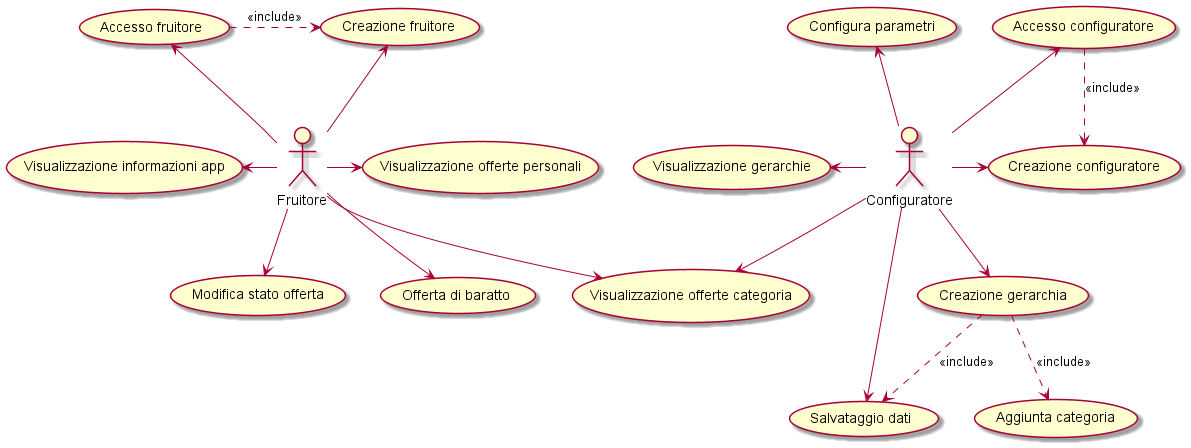 Accesso fruitore
«include»
Creazione fruitore
Configura parametri
Accesso configuratore
«include»
Visualizzazione informazioni app
Fruitore
Visualizzazione offerte personali
Visualizzazione gerarchie
Configuratore
Creazione configuratore
Modifica stato offerta
Offerta di baratto
Visualizzazione offerte categoria
Creazione gerarchia
«include»
«include»
Salvataggio dati
Aggiunta categoria